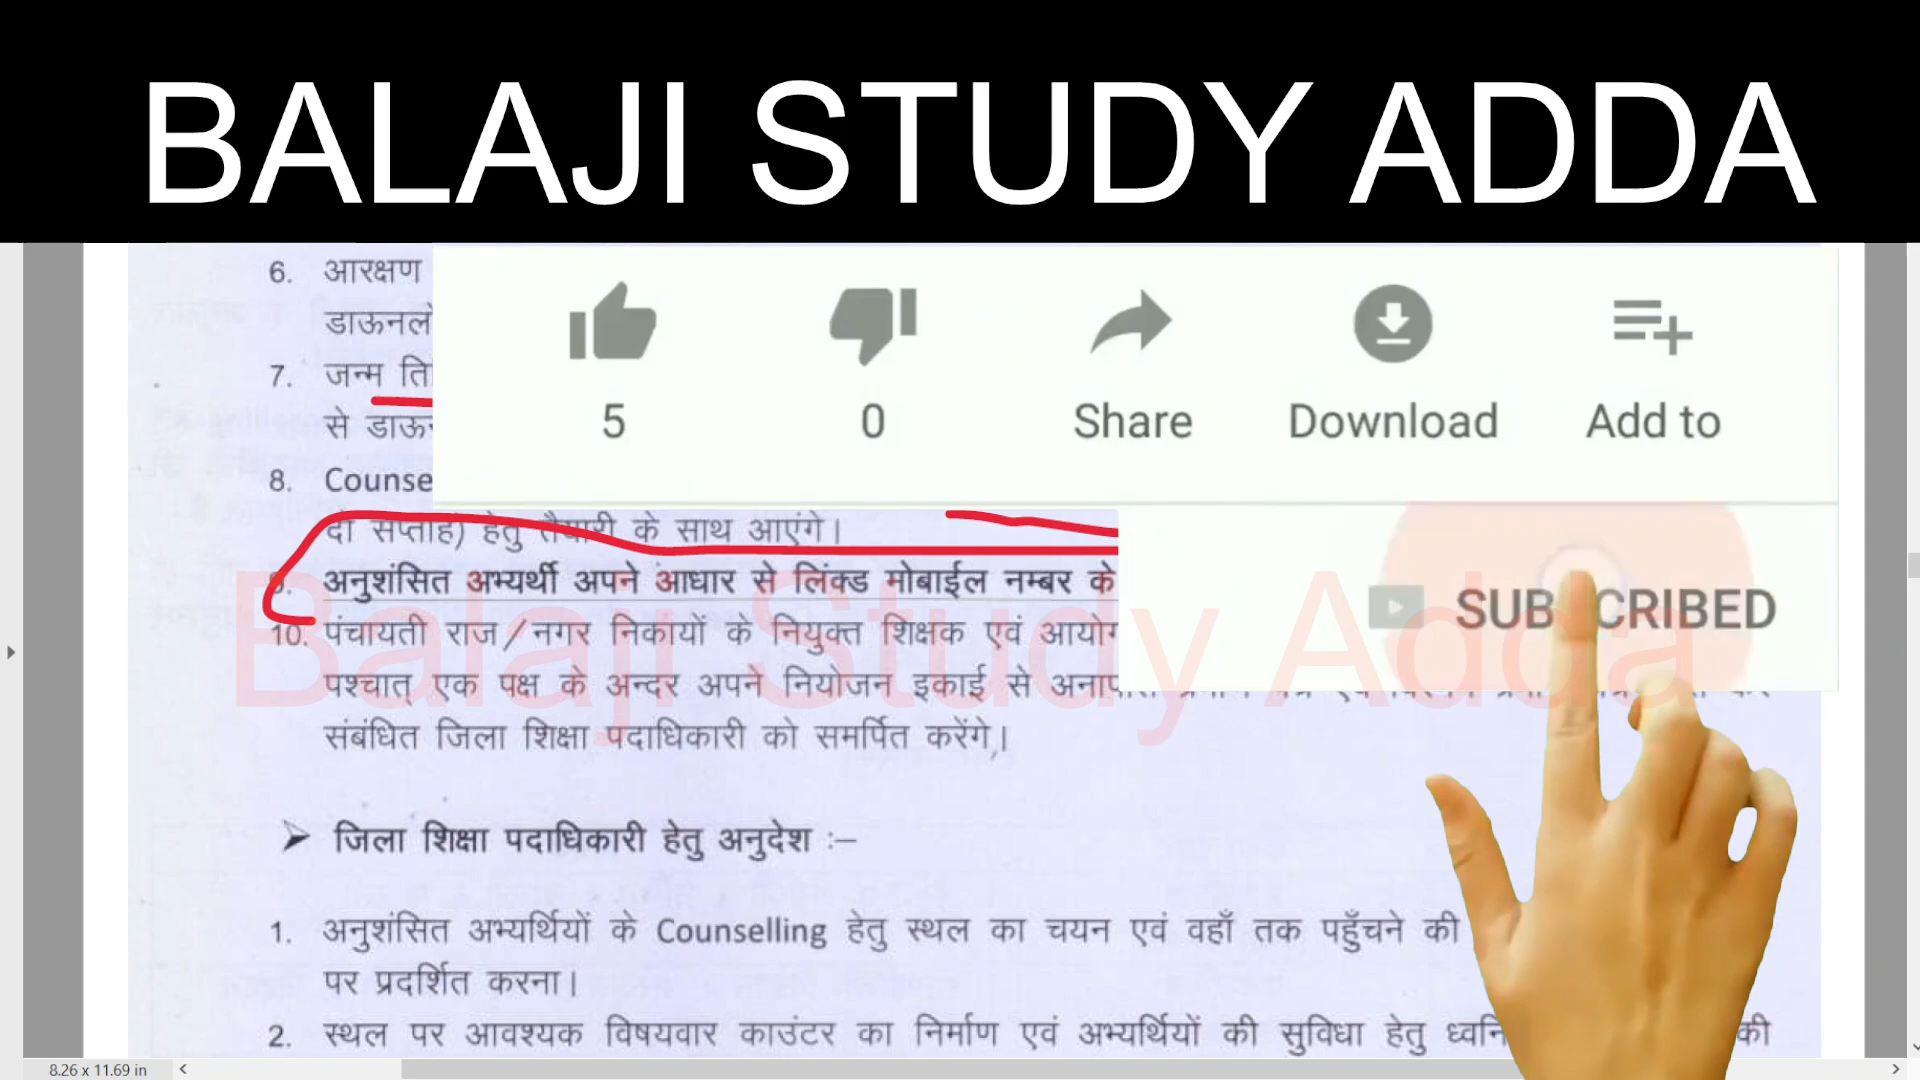 BALAJI STUDY ADDA
6. आरक्षण
डाऊनलो
7. जन्म ति
से डाऊन
8. Counse
दो सप्ताह) हेतु तैयारी के साथ आएंगे।
9. अनुशंसित अभ्यर्थी अपने आधार से लिंक्ड मोबाईल नम्बर के
10. पंचायती राज/नगर निकायों के नियुक्त शिक्षक एवं आयोग
पश्चात् एक पक्ष के अन्दर अपने नियोजन इकाई से
संबंधित जिला शिक्षा पदाधिकारी को समर्पित करेंगे।
➤ जिला शिक्षा पदाधिकारी हेतु अनुदेश :–
1. अनुशंसित अभ्यर्थियों के Counselling हेतु स्थल का चयन एवं वहाँ तक पहुँचने की
पर प्रदर्शित करना।
2. स्थल पर आवश्यक विषयवार काउंटर का निर्माण एवं अभ्यर्थियों की सुविधा हेतु ध्वनि की
5 0 Share Download Add to
SUBSCRIBED
Balaji Study Adda
8.26 x 11.69 in